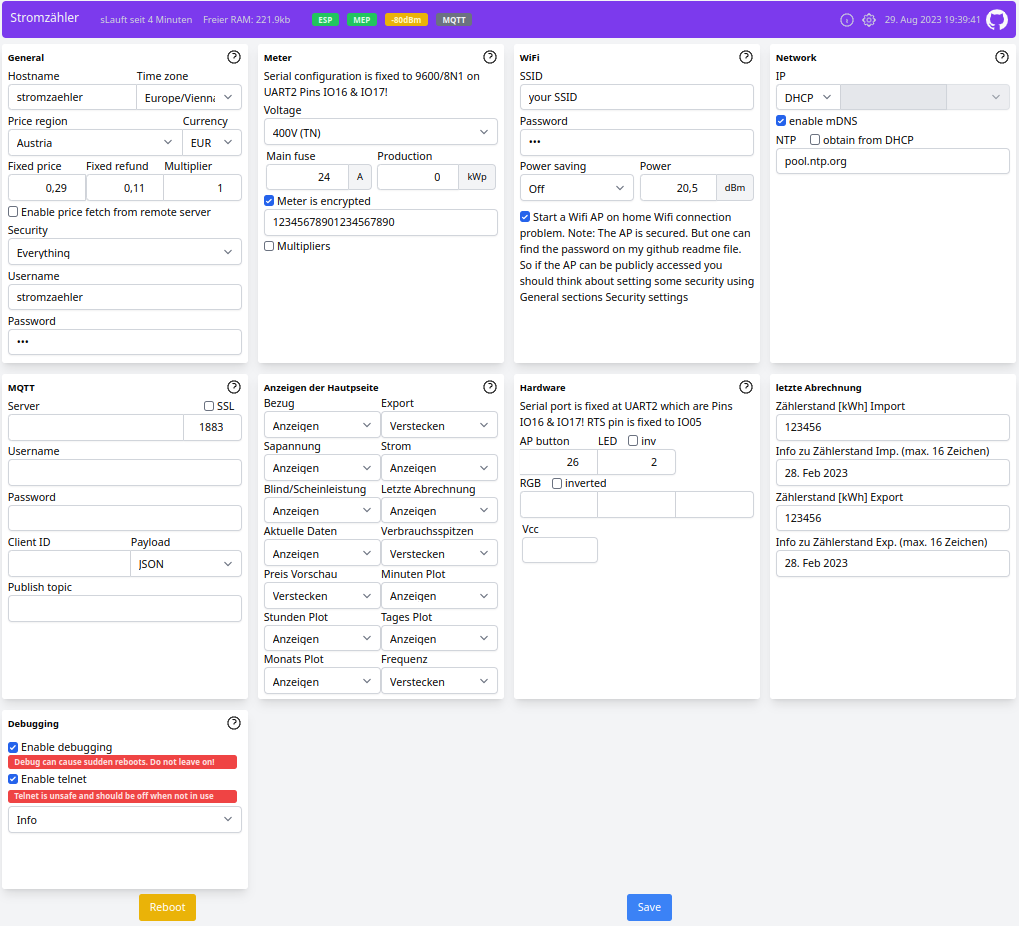 Stromzähler sLauft seit 4 Minuten Freier RAM: 221.9kb ESP MEP -80dBm MQTT 29. Aug 2023 19:39:41
General
Hostname Time zone
stromzaehler Europe/Vienna
Price region Currency
Austria EUR
Fixed price Fixed refund Multiplier
0,29 0,11 1
Enable price fetch from remote server
Security
Everything
Username
stromzaehler
Password
•••
Meter
Serial configuration is fixed to 9600/8N1 on
UART2 Pins IO16 & IO17!
Voltage
400V (TN)
Main fuse Production
24 A 0 kWp
Meter is encrypted
12345678901234567890
Multipliers
WiFi
SSID
your SSID
Password
•••
Power saving Power
Off 20,5 dBm
Start a Wifi AP on home Wifi connection
problem. Note: The AP is secured. But one can
find the password on my github readme file.
So if the AP can be publicly accessed you
should think about setting some security using
General sections Security settings
Network
IP
DHCP
enable mDNS
NTP obtain from DHCP
pool.ntp.org
MQTT
Server SSL
1883
Username
Password
Client ID Payload
JSON
Publish topic
Anzeigen der Hautpseite
Bezug Export
Anzeigen Verstecken
Sapannung Strom
Anzeigen Anzeigen
Blind/Scheinleistung Letzte Abrechnung
Anzeigen Anzeigen
Aktuelle Daten Verbrauchsspitzen
Anzeigen Verstecken
Preis Vorschau Minuten Plot
Verstecken Anzeigen
Stunden Plot Tages Plot
Anzeigen Anzeigen
Monats Plot Frequenz
Anzeigen Verstecken
Hardware
Serial port is fixed at UART2 which are Pins
IO16 & IO17! RTS pin is fixed to IO05
AP button LED inv
26 2
RGB inverted
Vcc
letzte Abrechnung
Zählerstand [kWh] Import
123456
Info zu Zählerstand Imp. (max. 16 Zeichen)
28. Feb 2023
Zählerstand [kWh] Export
123456
Info zu Zählerstand Exp. (max. 16 Zeichen)
28. Feb 2023
Debugging
Enable debugging
Debug can cause sudden reboots. Do not leave on!
Enable telnet
Telnet is unsafe and should be off when not in use
Info
Reboot Save